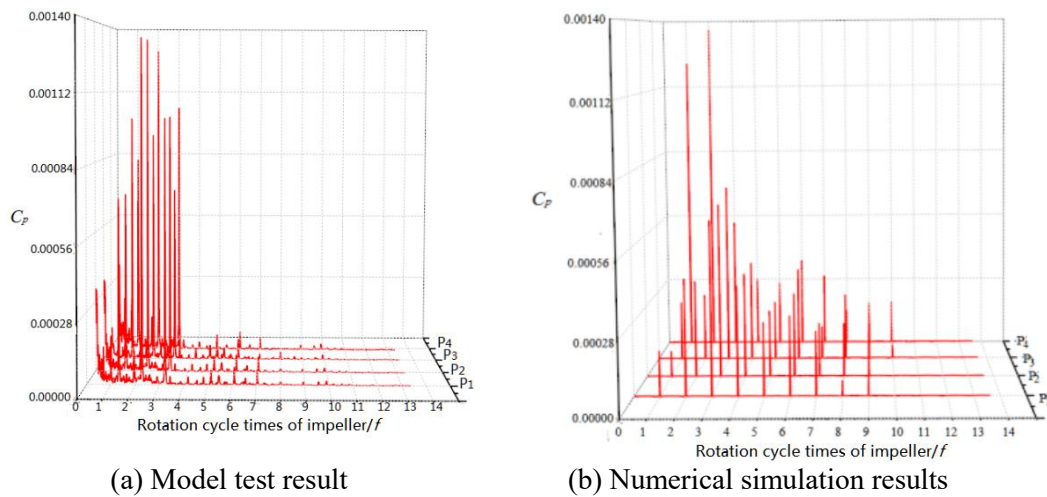 0.00140
0.00112
0.00084
Cp
0.00056
0.00028
0.00000
0 1 2 3 4 5 6 7 8 9 10 11 12 13 14
P4
P3
P2
P1
Rotation cycle times of impeller/f
(a) Model test result
0.00140
0.00112
0.00084
Cp
0.00056
0.00028
0.00000
0 1 2 3 4 5 6 7 8 9 10 11 12 13 14
P4
P3
P2
P
Rotation cycle times of impeller/f
(b) Numerical simulation results